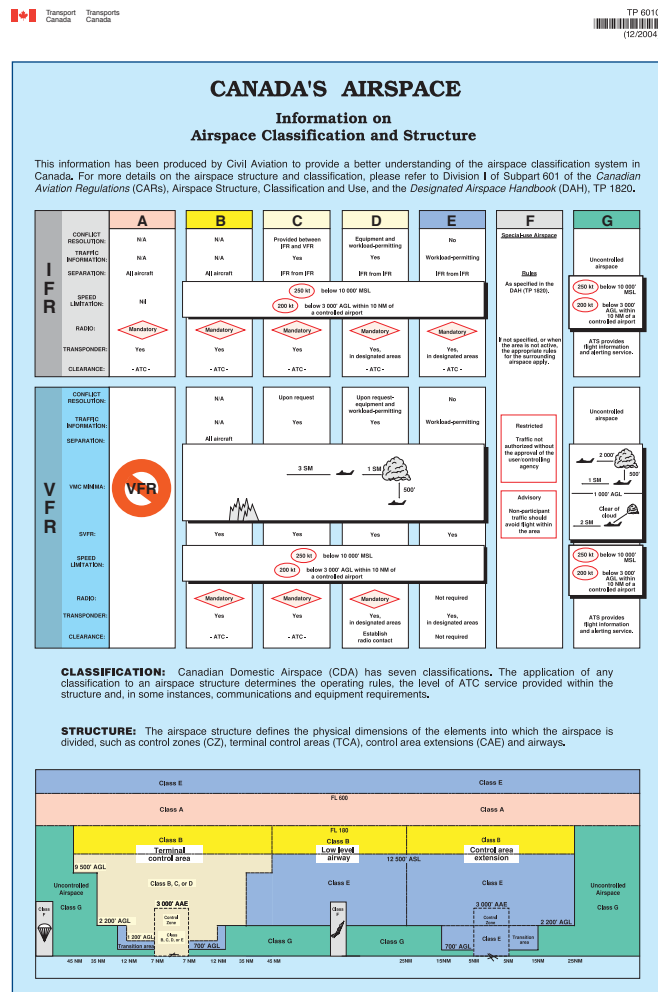 Transport Transports
Canada Canada
TP 6010
(12/2004
CANADA'S AIRSPACE
Information on
Airspace Classification and Structure
This information has been produced by Civil Aviation to provide a better understanding of the airspace classification system in
Canada. For more details on the airspace structure and classification, please refer to Division I of Subpart 601 of the Canadian
Aviation Regulations (CARs), Airspace Structure, Classification and Use, and the Designated Airspace Handbook (DAH), TP 1820.
A B C D E F G
IFR
CONFLICT RESOLUTION: N/A N/A Provided between IFR and VFR Equipment and workload-permitting No
TRAFFIC INFORMATION: N/A N/A Yes Yes Workload-permitting
SEPARATION: All aircraft All aircraft IFR from IFR IFR from IFR IFR from IFR
SPEED LIMITATION: Nil
250 kt below 10 000' MSL
200 kt below 3 000' AGL within 10 NM of
a controlled airport
RADIO: Mandatory Mandatory Mandatory Mandatory Mandatory
TRANSPONDER: Yes Yes Yes Yes, in designated areas Yes, in designated areas
CLEARANCE: - ATC - - ATC - - ATC - - ATC - - ATC -
Special-use Airspace
Rules
As specified in the
DAH (TP 1820).
If not specified, or when
the area is not active,
the appropriate rules
for the surrounding
airspace apply.
Uncontrolled
airspace
250 kt below 10 000'
MSL
200 kt below 3 000'
AGL within
10 NM of a
controlled airport
ATS provides
flight information
and alerting service.
VFR
CONFLICT RESOLUTION: N/A Upon request Upon request- equipment and workload-permitting No
TRAFFIC INFORMATION: N/A Yes Yes Workload-permitting
SEPARATION: All aircraft
VMC MINIMA:
VFR
3 SM
1 SM
500'
SVFR: Yes Yes Yes Yes
SPEED LIMITATION:
250 kt below 10 000' MSL
200 kt below 3 000' AGL within 10 NM of
a controlled airport
RADIO: Mandatory Mandatory Mandatory Not required
TRANSPONDER: Yes Yes Yes, in designated areas Yes, in designated areas
CLEARANCE: - ATC - - ATC - Establish radio contact Not required
Restricted
Traffic not
authorized without
the approval of the
user/controlling
agency
Advisory
Non-participant
traffic should
avoid flight within
the area
Uncontrolled
airspace
2 000'
500'
1 SM
1 000' AGL
Clear of
cloud
2 SM
250 kt below 10 000'
MSL
200 kt below 3 000'
AGL within
10 NM of a
controlled airport
ATS provides
flight information
and alerting service.
CLASSIFICATION: Canadian Domestic Airspace (CDA) has seven classifications. The application of any
classification to an airspace structure determines the operating rules, the level of ATC service provided within the
structure and, in some instances, communications and equipment requirements.
STRUCTURE: The airspace structure defines the physical dimensions of the elements into which the airspace is
divided, such as control zones (CZ), terminal control areas (TCA), control area extensions (CAE) and airways.
Class E Class E
FL 600
Class A Class A
FL 180
Class B Class B Class B
Terminal
control area
Low level
airway
Control area
extension
12 500' ASL
9 500' AGL
Uncontrolled
Airspace
Class G
Class B, C, or D
Class E
Class E
Uncontrolled
Airspace
Class G
3 000' AAE
3 000' AAE
Class
F
2 200' AGL
1 200' AGL
Transition area
Control
Zone
Class
B, C, D, or E
700' AGL
Class G
Class
F
Class G
700' AGL
Control
Zone
Class E
Transition
area
2 200' AGL
45 NM 35 NM 12 NM 7 NM 7 NM 12 NM 35 NM 45 NM 25NM 15NM 5NM 5NM 15NM 25NM